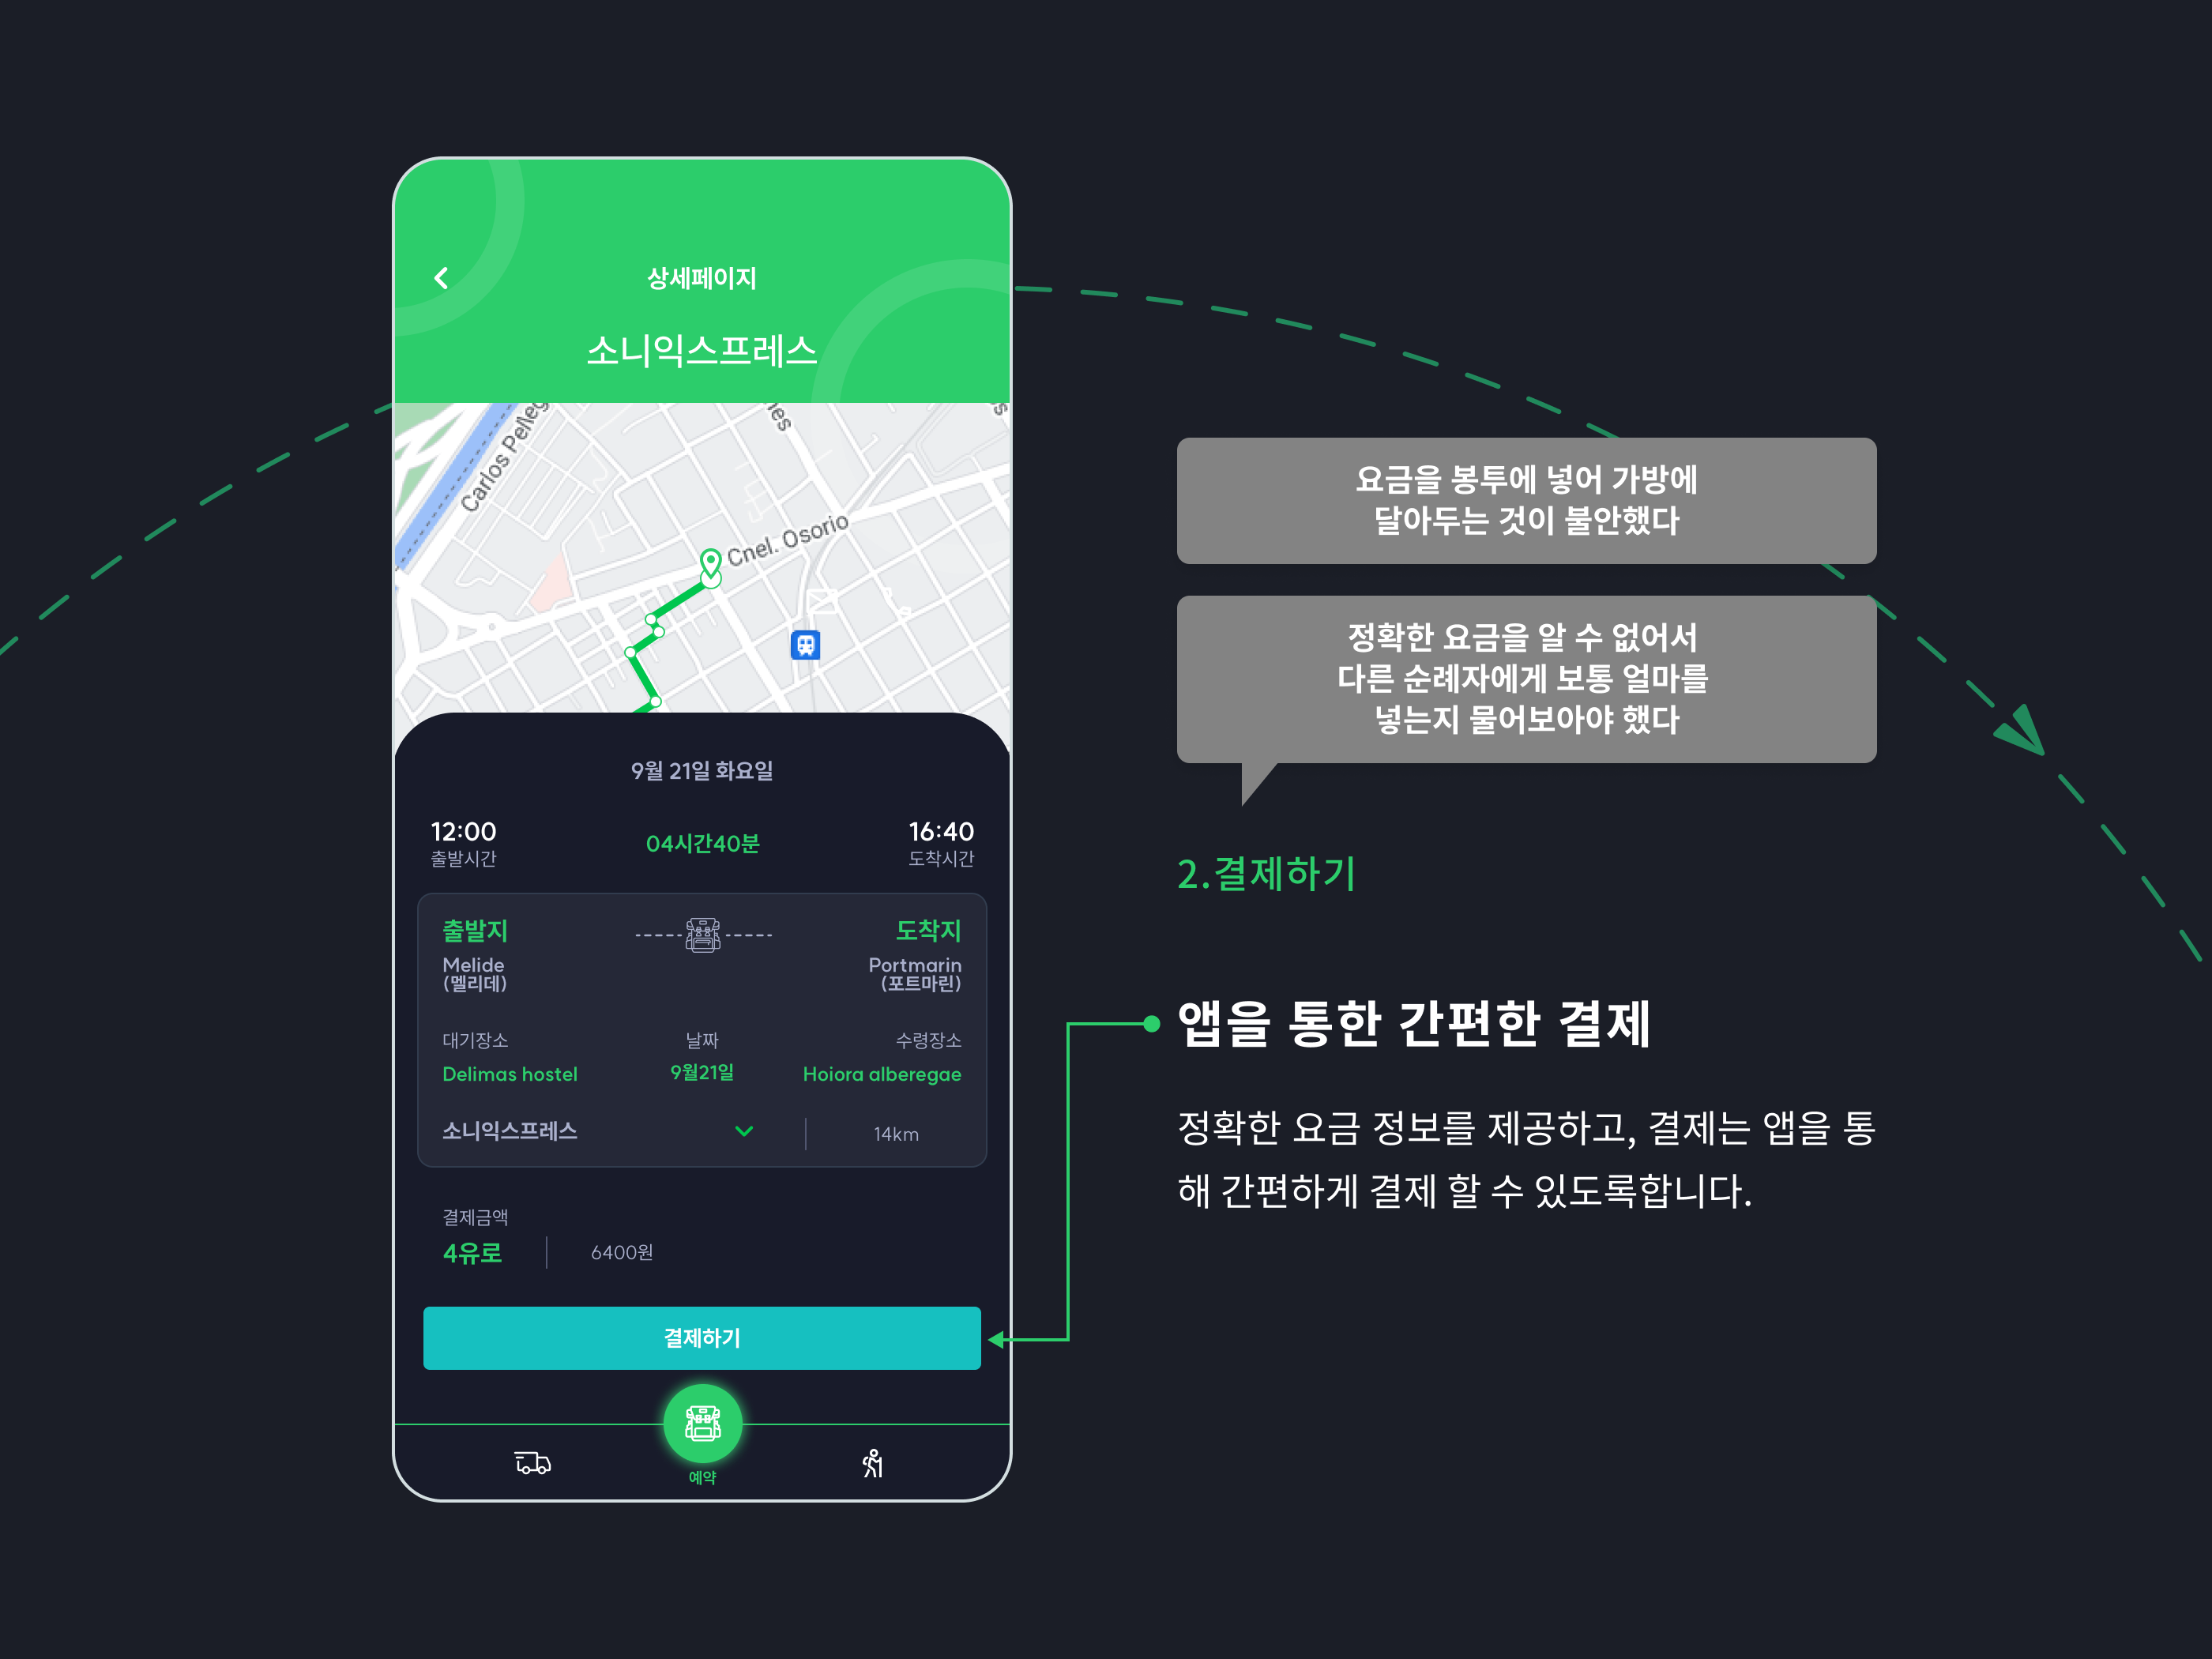 상세페이지
소니익스프레스
Carlos Pelleg
nes
s
Cnel. Osorio
9월 21일 화요일
12:00
출발시간
04시간40분
16:40
도착시간
출발지
도착지
Melide
(멜리데)
Portmarin
(포트마린)
대기장소
날짜
수령장소
Delimas hostel
9월21일
Hoiora alberegae
소니익스프레스
14km
결제금액
4유로
6400원
결제하기
예약
요금을 봉투에 넣어 가방에
달아두는 것이 불안했다
정확한 요금을 알 수 없어서
다른 순례자에게 보통 얼마를
넣는지 물어보아야 했다
2.결제하기
앱을 통한 간편한 결제
정확한 요금 정보를 제공하고, 결제는 앱을 통
해 간편하게 결제 할 수 있도록합니다.